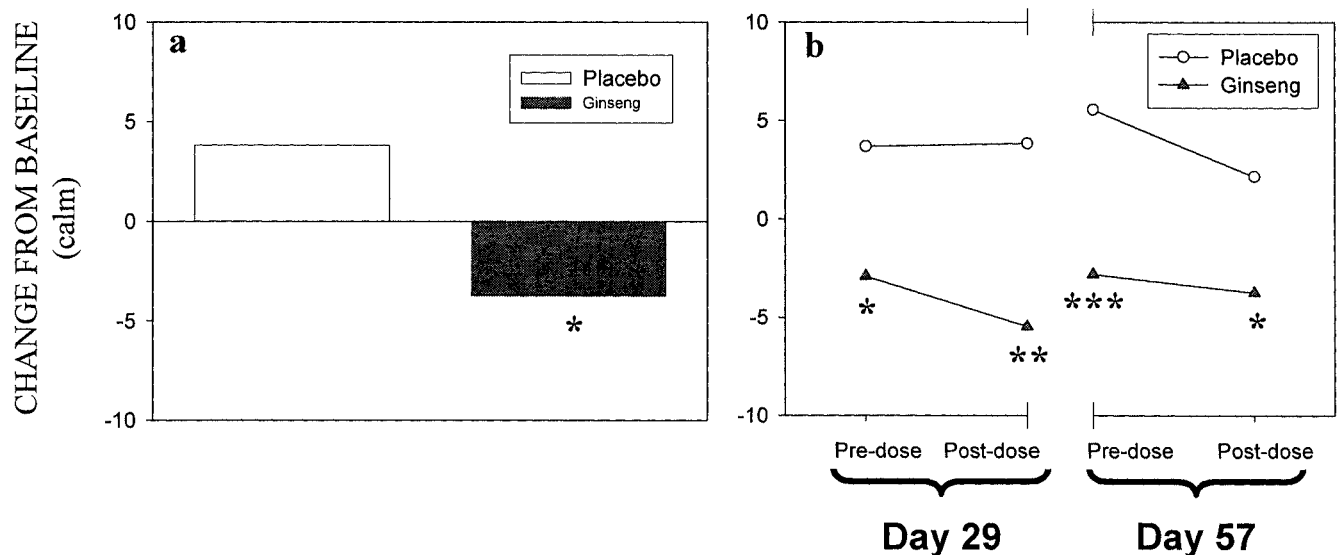 CHANGE FROM BASELINE
(calm)
a
10
5
0
-5
-10
Placebo
Ginseng
*
b
10
5
0
-5
-10
Placebo
Ginseng
*
**
***
*
Pre-dose Post-dose Pre-dose Post-dose
Day 29 Day 57